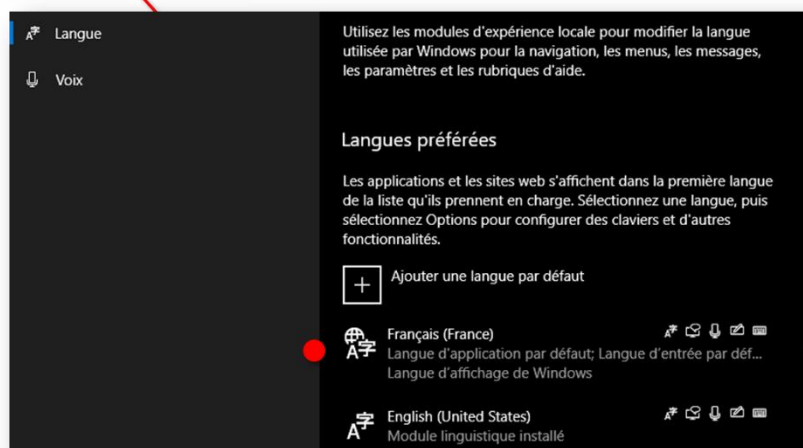 Langue
Voix
Utilisez les modules d'expérience locale pour modifier la langue
utilisée par Windows pour la navigation, les menus, les messages,
les paramètres et les rubriques d'aide.
Langues préférées
Les applications et les sites web s'affichent dans la première langue
de la liste qu'ils prennent en charge. Sélectionnez une langue, puis
sélectionnez Options pour configurer des claviers et d'autres
fonctionnalités.
Ajouter une langue par défaut
Français (France)
Langue d'application par défaut; Langue d'entrée par déf...
Langue d'affichage de Windows
English (United States)
Module linguistique installé